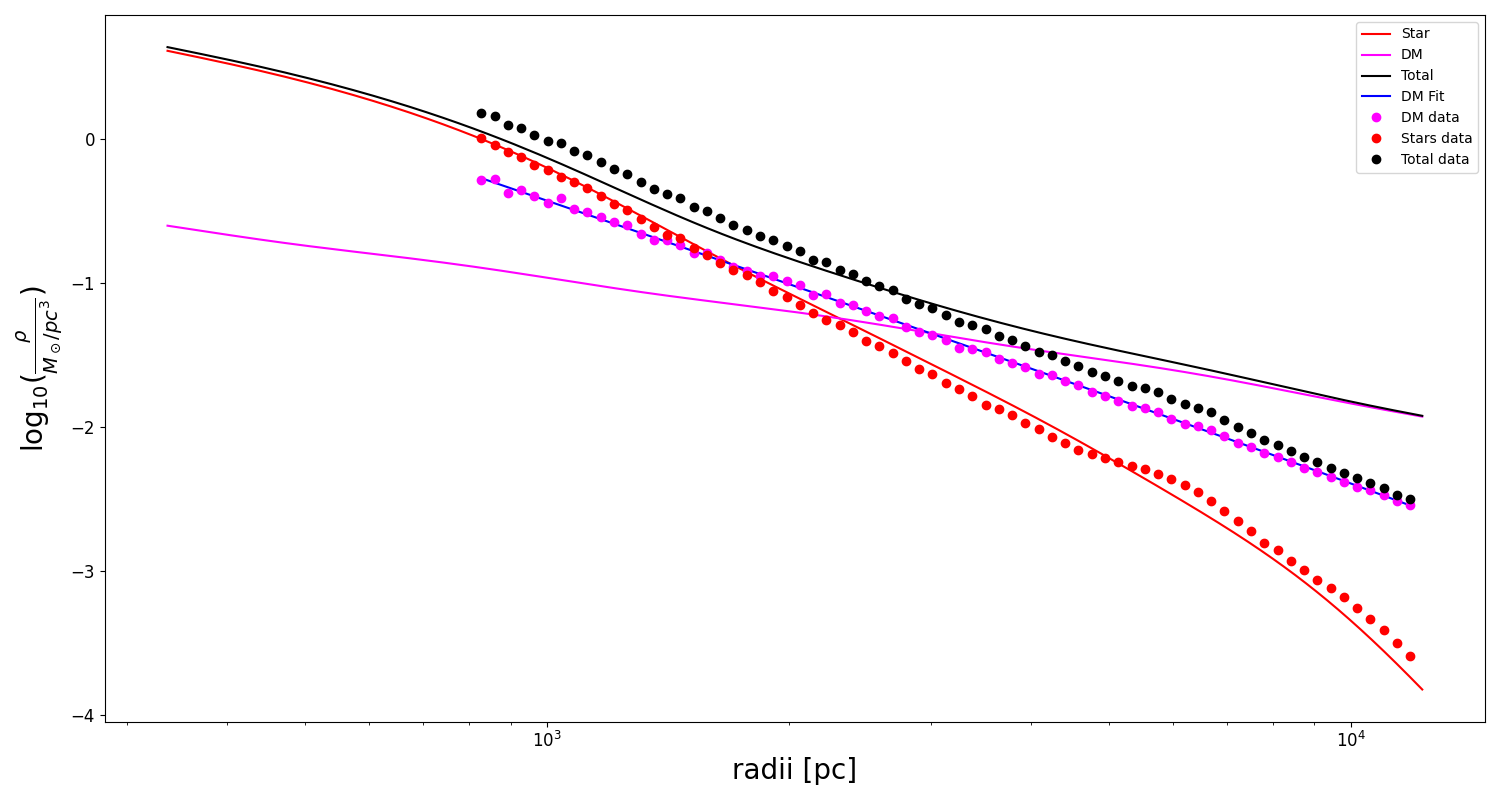 Star
DM
Total
DM Fit
DM data
Stars data
Total data
0
−1
−2
−3
−4
log₁₀(ρ / M⊙/pc³)
10³
10⁴
radii [pc]